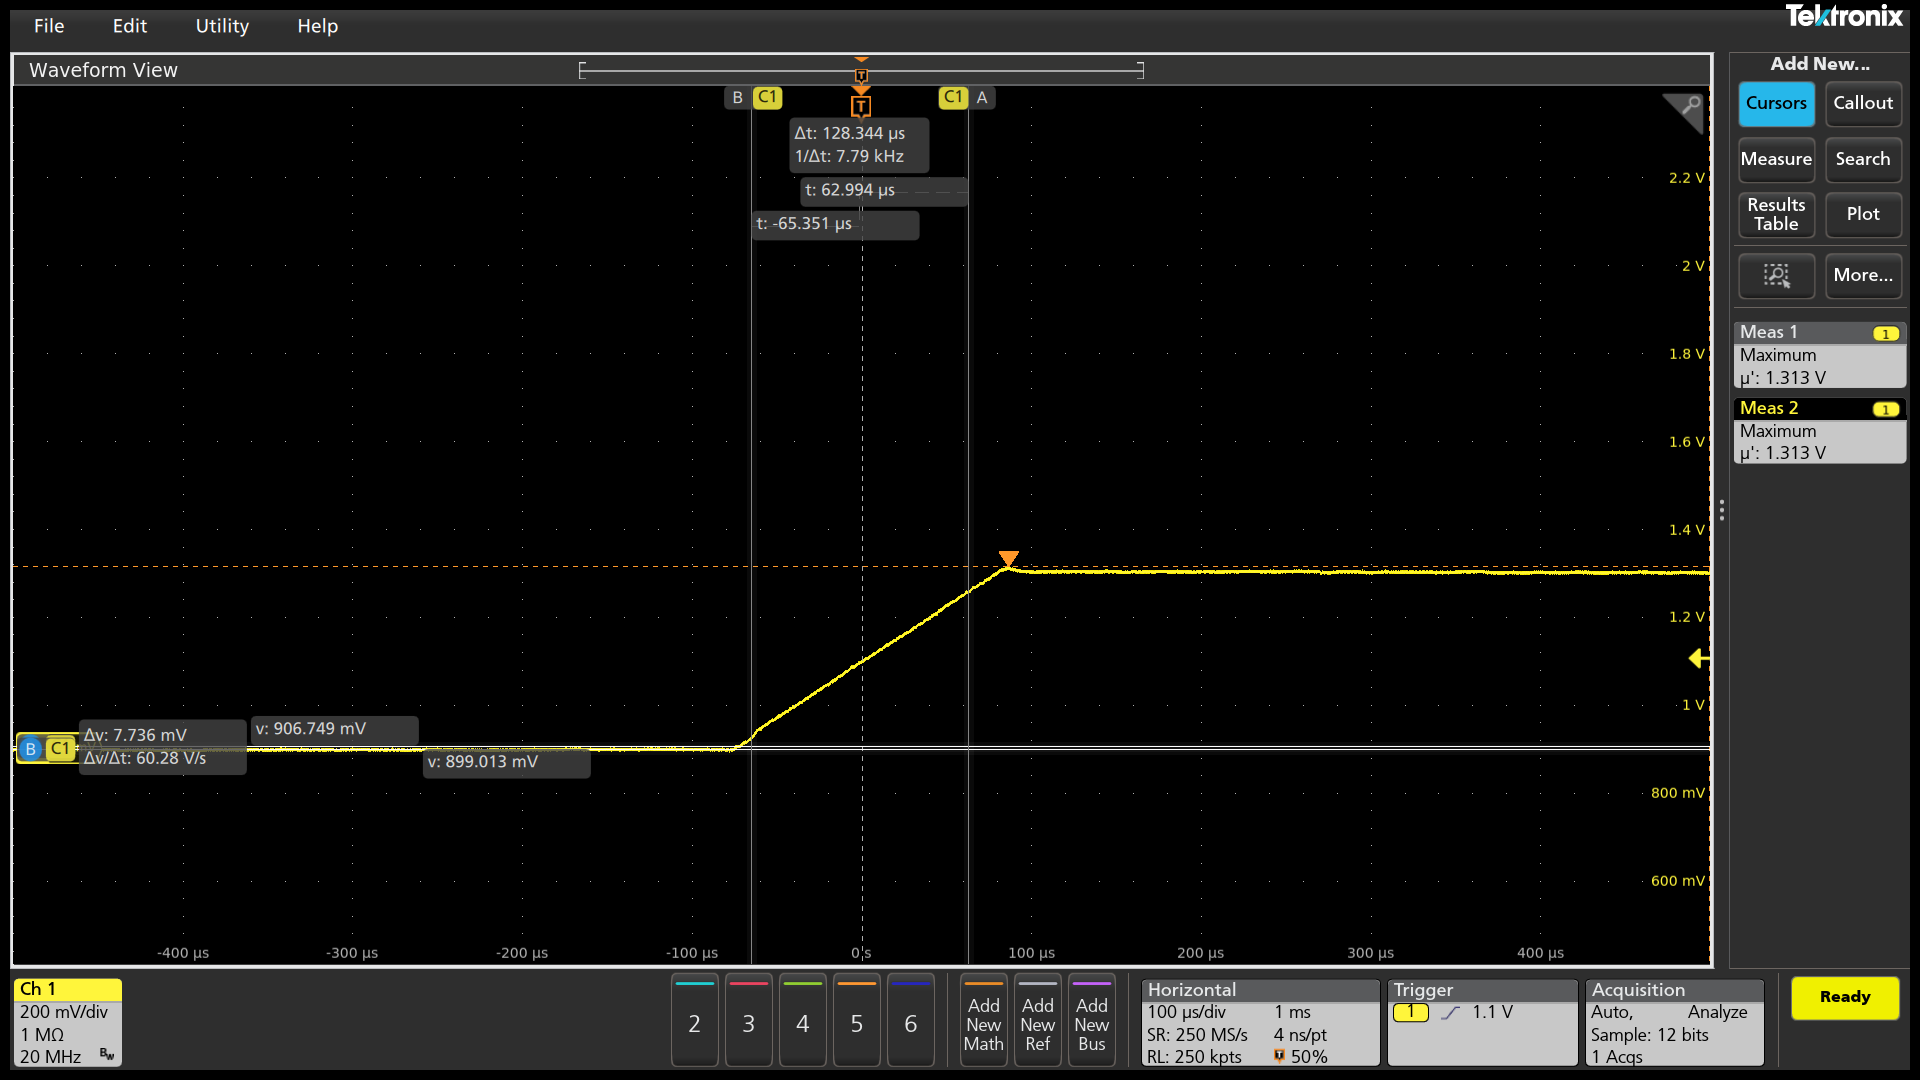 File Edit Utility Help
Tektronix
Waveform View
Add New...
T
B C1
T
C1 A
Cursors
Callout
Δt: 128.344 µs
1/Δt: 7.79 kHz
t: 62.994 µs
t: -65.351 µs
Measure
Search
Results
Table
Plot
More...
2.2 V
2 V
1.8 V
1.6 V
1.4 V
1.2 V
1 V
800 mV
600 mV
Meas 1 1
Maximum
µ': 1.313 V
Meas 2 1
Maximum
µ': 1.313 V
B C1
Δv: 7.736 mV
Δv/Δt: 60.28 V/s
v: 906.749 mV
v: 899.013 mV
-400 µs
-300 µs
-200 µs
-100 µs
0 s
100 µs
200 µs
300 µs
400 µs
Ch 1
200 mV/div
1 MΩ
20 MHz Bw
2
3
4
5
6
Add
New
Math
Add
New
Ref
Add
New
Bus
Horizontal
100 µs/div 1 ms
SR: 250 MS/s 4 ns/pt
RL: 250 kpts T 50%
Trigger
1 1.1 V
Acquisition
Auto, Analyze
Sample: 12 bits
1 Acqs
Ready